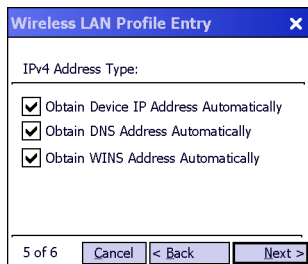 Wireless LAN Profile Entry
IPv4 Address Type:
Obtain Device IP Address Automatically
Obtain DNS Address Automatically
Obtain WINS Address Automatically
5 of 6 Cancel < Back Next >